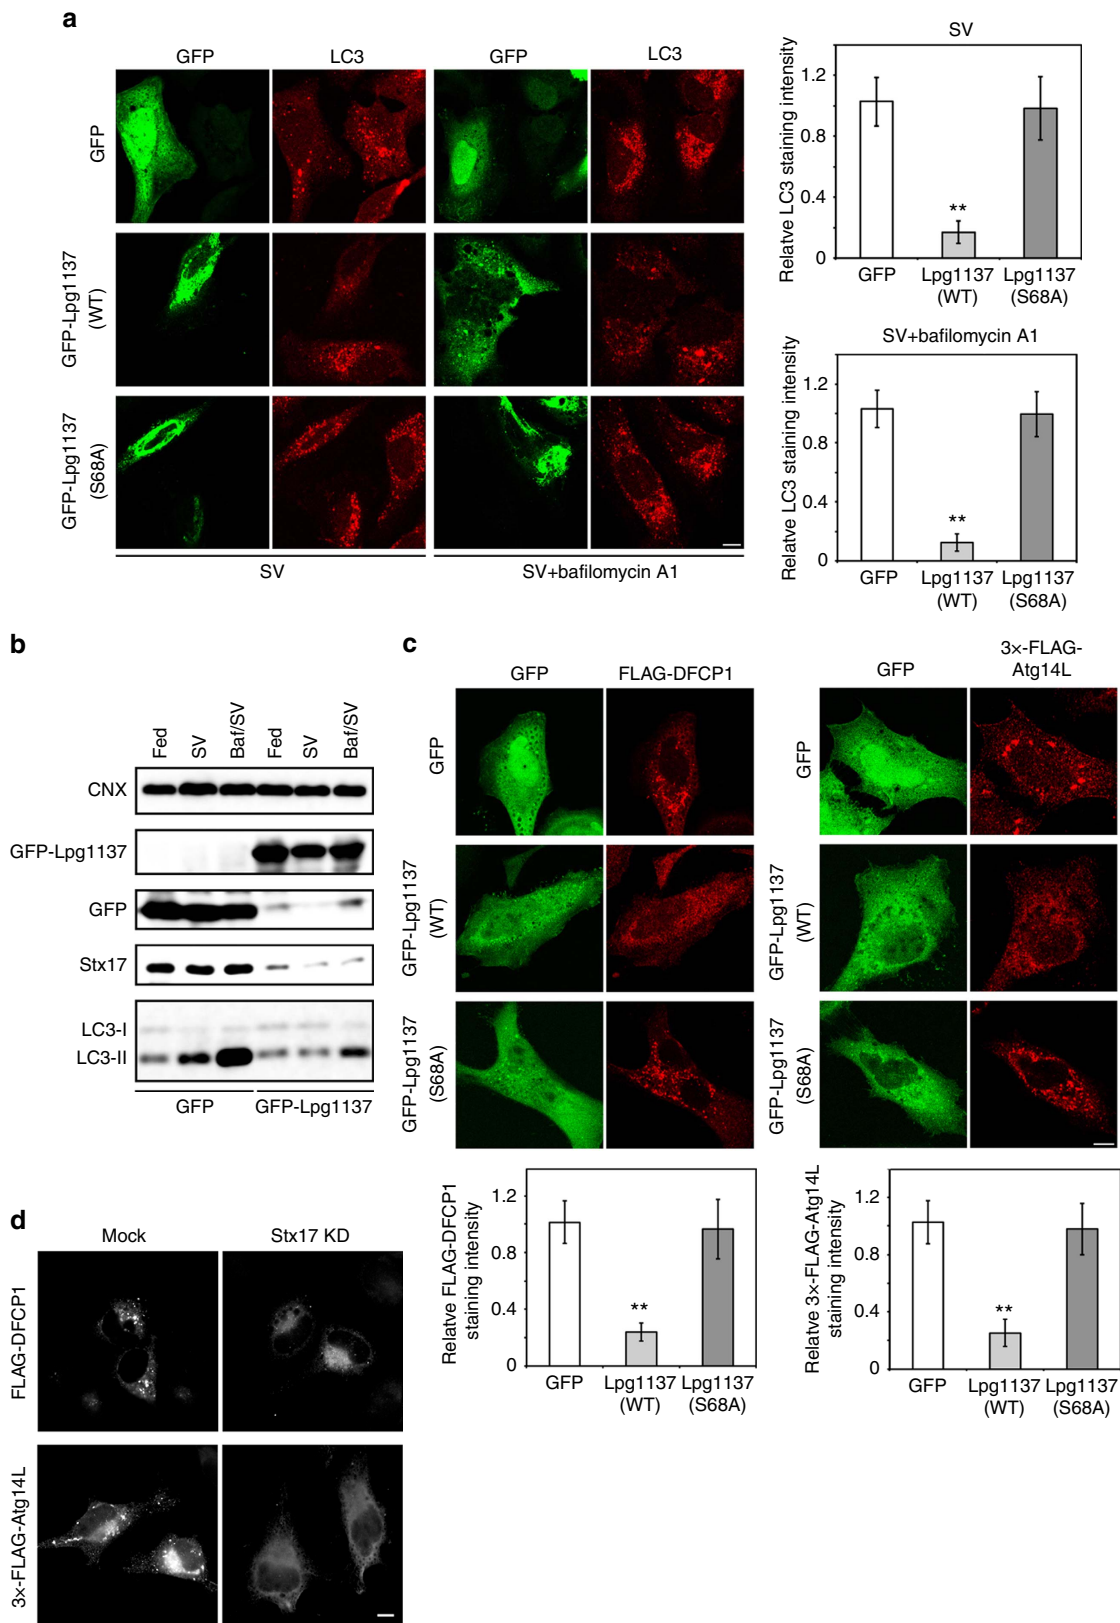 a
GFP LC3 GFP LC3
GFP
GFP-Lpg1137
(WT)
GFP-Lpg1137
(S68A)
SV SV+bafilomycin A1
SV
Relatve LC3 staining intensity
1.2
0.8
0.4
0
**
GFP Lpg1137 Lpg1137
(WT) (S68A)
SV+bafilomycin A1
Relatve LC3 staining intensity
1.2
0.8
0.4
0
**
GFP Lpg1137 Lpg1137
(WT) (S68A)
b
Fed SV Baf/SV Fed SV Baf/SV
CNX
GFP-Lpg1137
GFP
Stx17
LC3-I
LC3-II
GFP GFP-Lpg1137
c
GFP FLAG-DFCP1
GFP
GFP-Lpg1137
(WT)
GFP-Lpg1137
(S68A)
Relatve FLAG-DFCP1
staining intensity
1.2
0.8
0.4
0
**
GFP Lpg1137 Lpg1137
(WT) (S68A)
3×-FLAG-
GFP Atg14L
GFP
GFP-Lpg1137
(WT)
GFP-Lpg1137
(S68A)
Relatve 3×-FLAG-Atg14L
staining intensity
1.2
0.8
0.4
0
**
GFP Lpg1137 Lpg1137
(WT) (S68A)
d
Mock Stx17 KD
FLAG-DFCP1
3×-FLAG-Atg14L